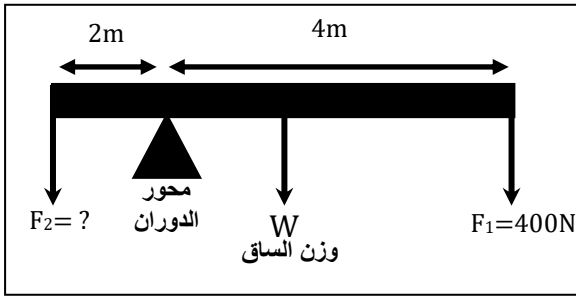 2m 4m
محور
الدوران
F₂= ?
W
وزن الساق
F₁=400N